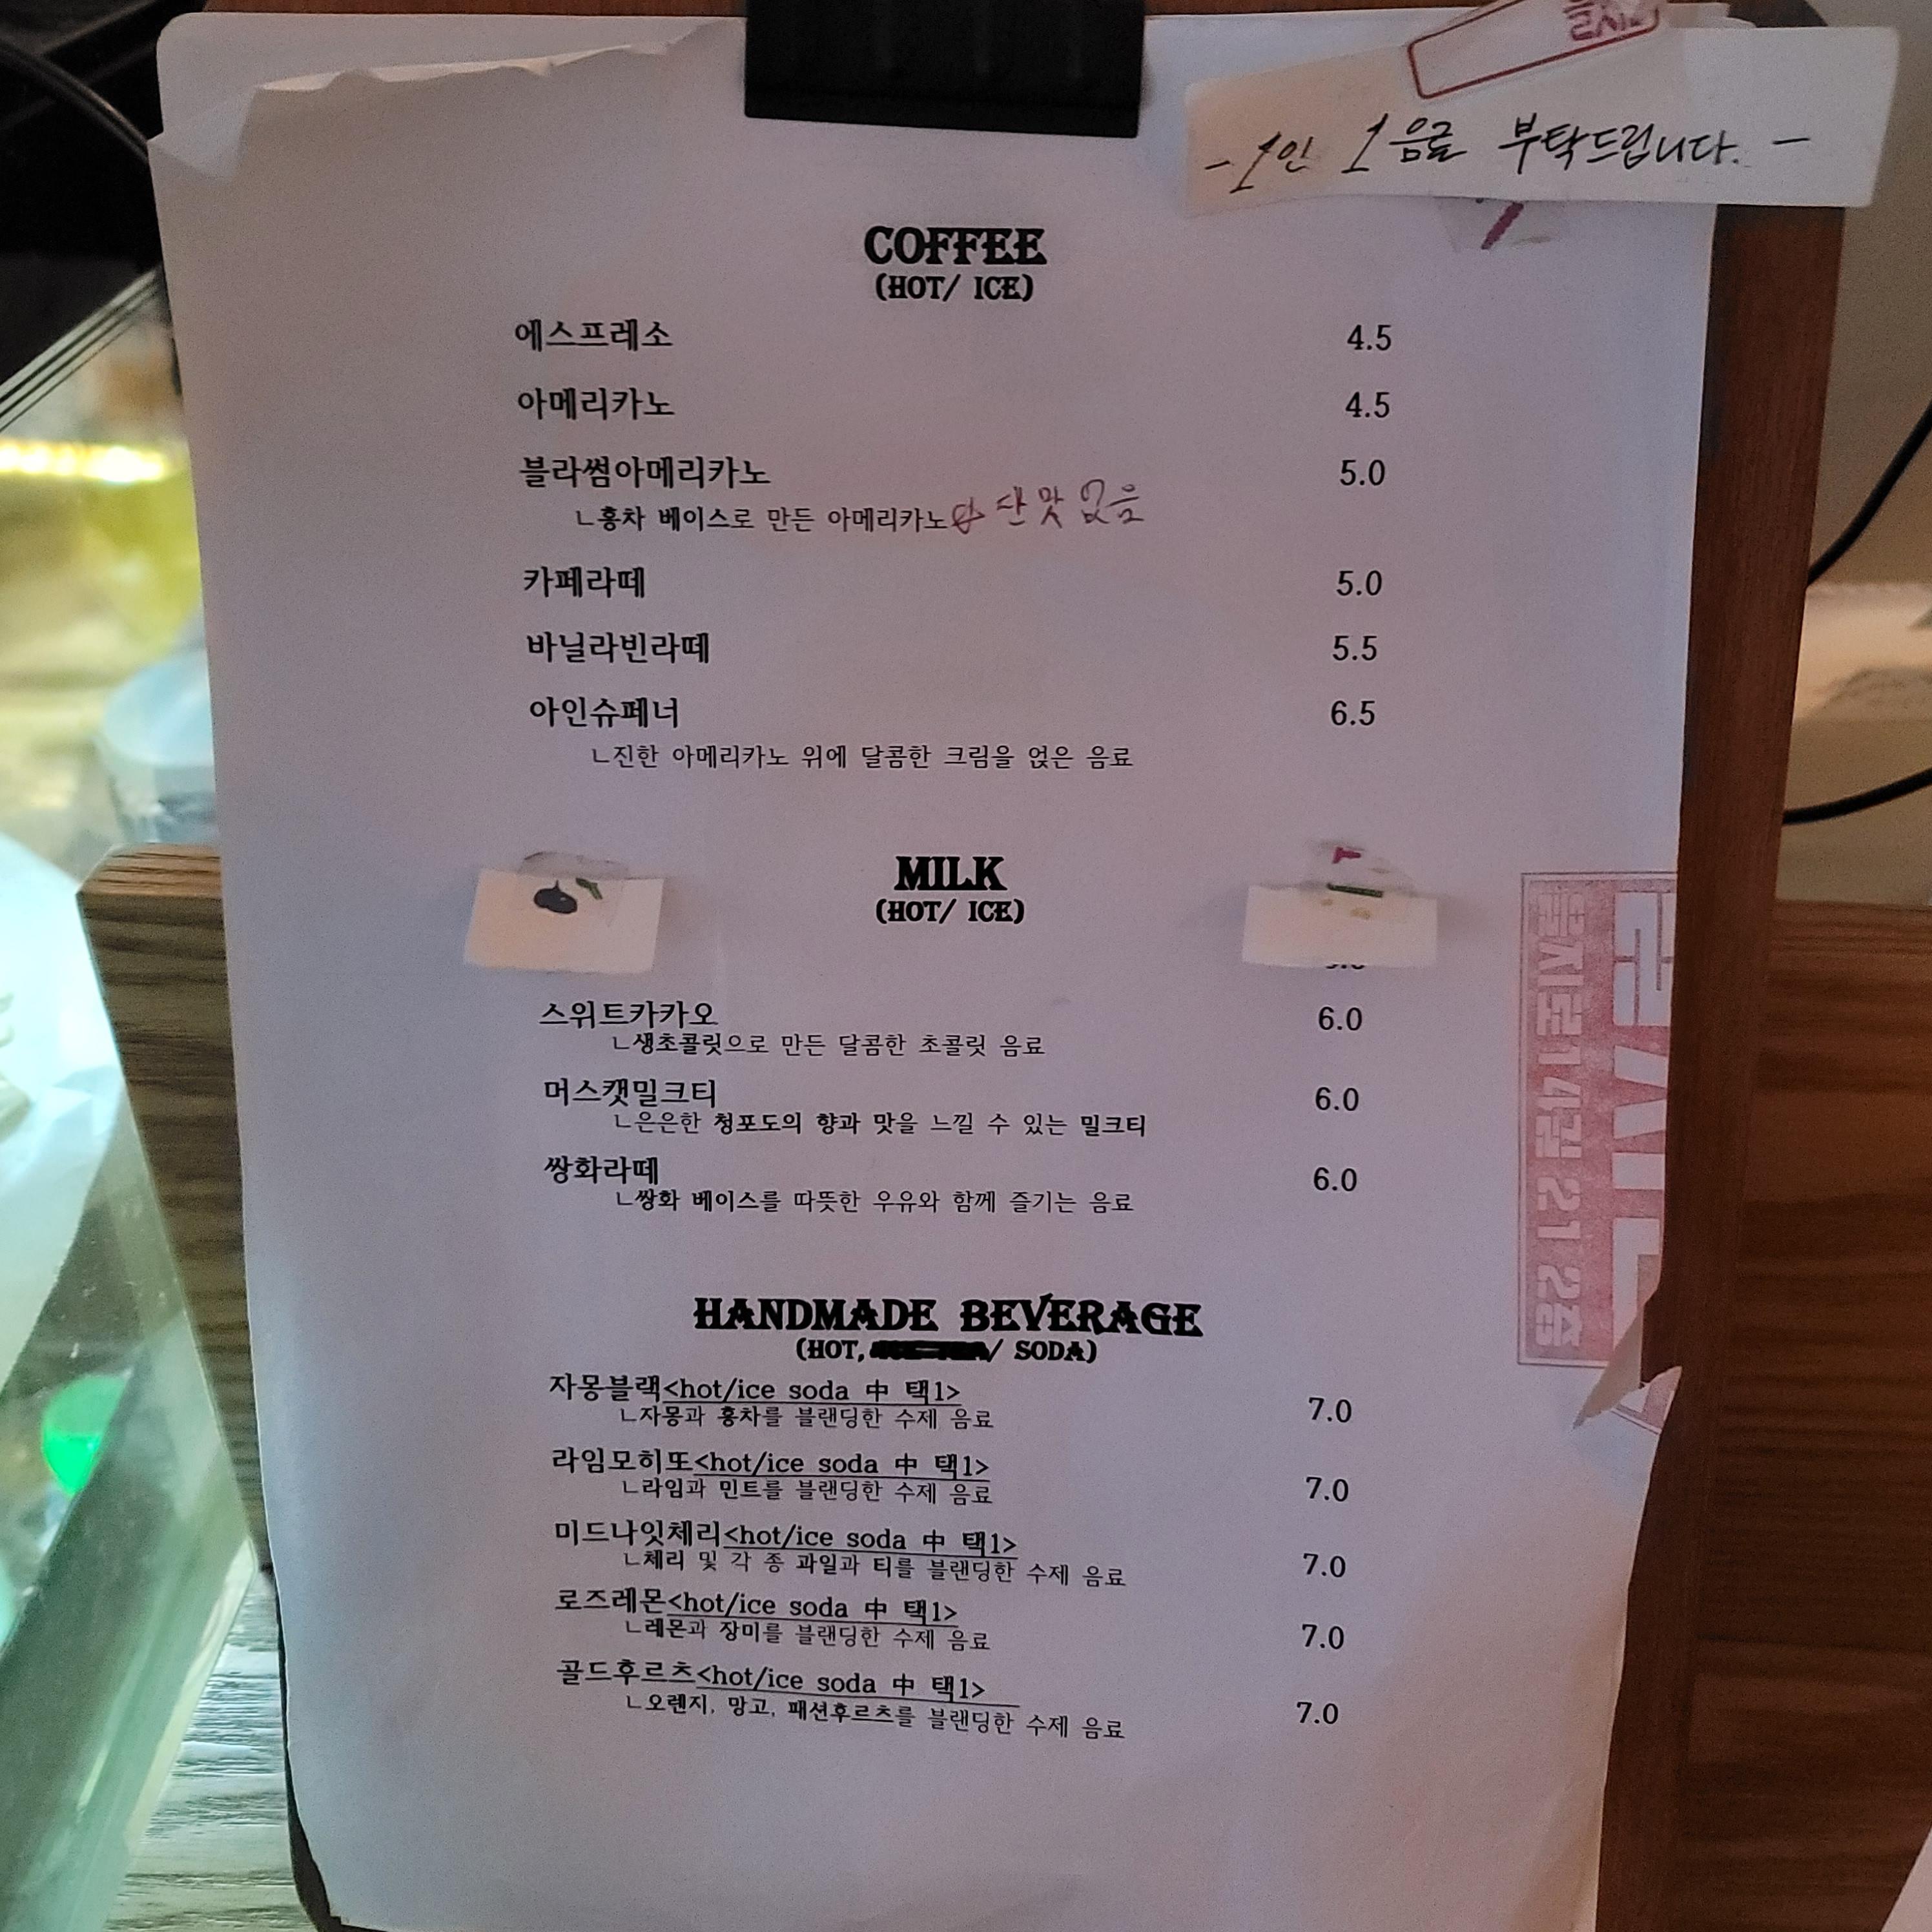 -1인 1음료 부탁드립니다.-
COFFEE
(HOT/ ICE)
에스프레소 4.5
아메리카노 4.5
블라썸아메리카노 5.0
ㄴ홍차 베이스로 만든 아메리카노 단맛 없음
카페라떼 5.0
바닐라빈라떼 5.5
아인슈페너 6.5
ㄴ진한 아메리카노 위에 달콤한 크림을 얹은 음료
MILK
(HOT/ ICE)
스위트카카오 6.0
ㄴ생초콜릿으로 만든 달콤한 초콜릿 음료
머스캣밀크티 6.0
ㄴ은은한 청포도의 향과 맛을 느낄 수 있는 밀크티
쌍화라떼 6.0
ㄴ쌍화 베이스를 따뜻한 우유와 함께 즐기는 음료
을지로14길 21 2층
HANDMADE BEVERAGE
(HOT, / SODA)
자몽블랙<hot/ice soda 中 택1> 7.0
ㄴ자몽과 홍차를 블랜딩한 수제 음료
라임모히또<hot/ice soda 中 택1> 7.0
ㄴ라임과 민트를 블랜딩한 수제 음료
미드나잇체리<hot/ice soda 中 택1> 7.0
ㄴ체리 및 각 종 과일과 티를 블랜딩한 수제 음료
로즈레몬<hot/ice soda 中 택1> 7.0
ㄴ레몬과 장미를 블랜딩한 수제 음료
골드후르츠<hot/ice soda 中 택1> 7.0
ㄴ오렌지, 망고, 패션후르츠를 블랜딩한 수제 음료